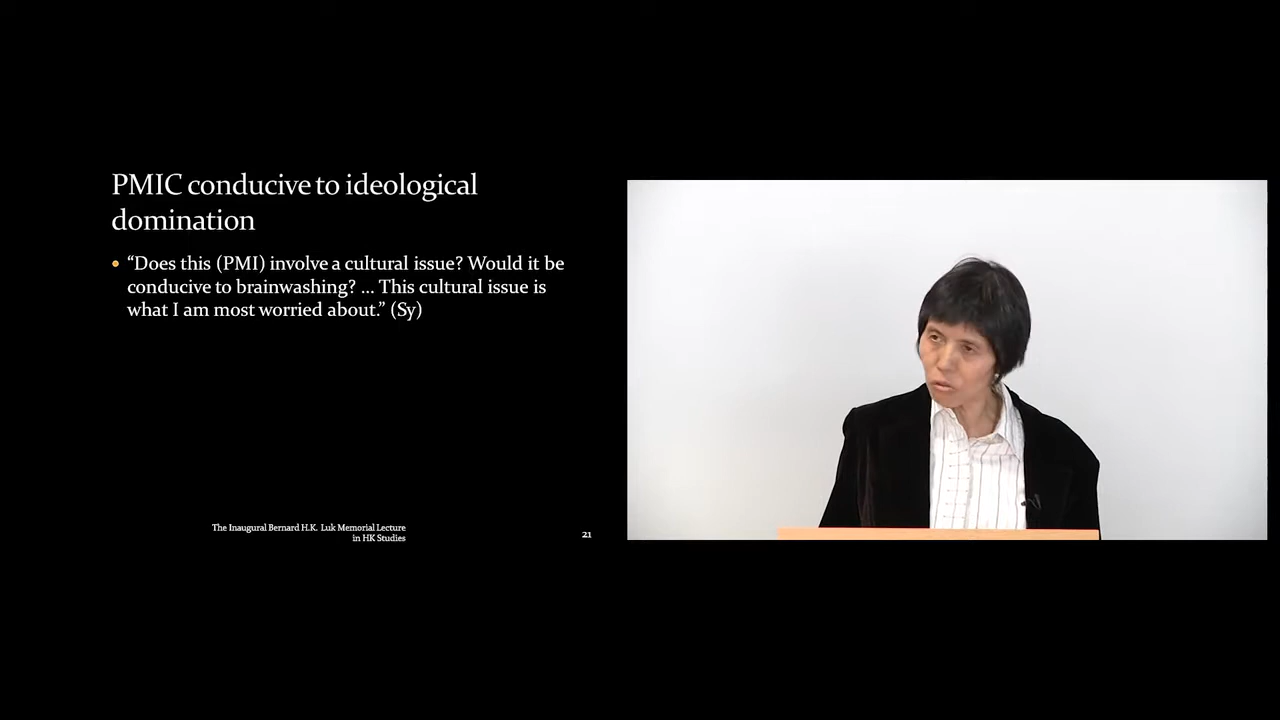 PMIC conducive to ideological
domination
• “Does this (PMI) involve a cultural issue? Would it be
conducive to brainwashing? ... This cultural issue is
what I am most worried about.” (Sy)
The Inaugural Bernard H.K. Luk Memorial Lecture
in HK Studies
21